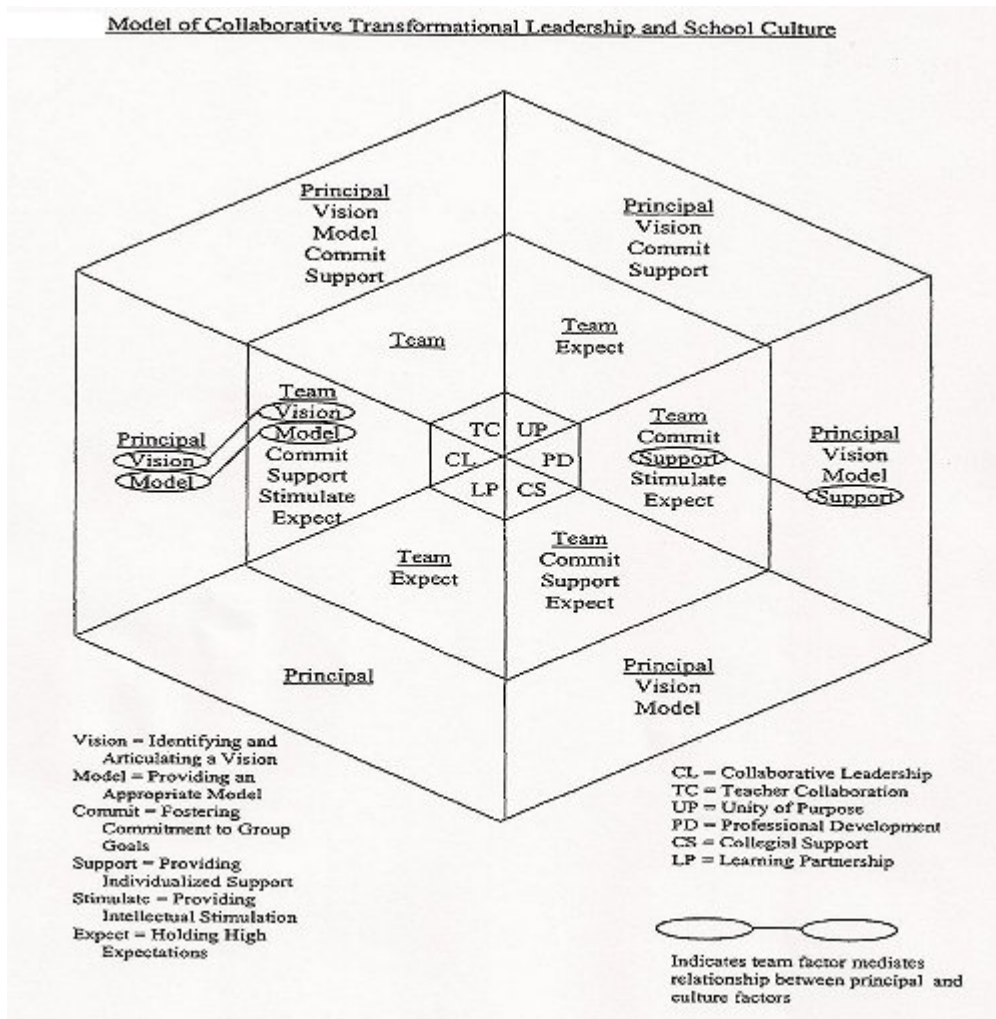 Model of Collaborative Transformational Leadership and School Culture
Principal
Vision
Model
Commit
Support
Principal
Vision
Commit
Support
Team
Team
Expect
Principal
Vision
Model
Team
Vision
Model
Commit
Support
Stimulate
Expect
TC
UP
CL
PD
LP
CS
Team
Commit
Support
Stimulate
Expect
Principal
Vision
Model
Support
Team
Expect
Team
Commit
Support
Expect
Principal
Principal
Vision
Model
Vision = Identifying and
Articulating a Vision
Model = Providing an
Appropriate Model
Commit = Fostering
Commitment to Group
Goals
Support = Providing
Individualized Support
Stimulate = Providing
Intellectual Stimulation
Expect = Holding High
Expectations
CL = Collaborative Leadership
TC = Teacher Collaboration
UP = Unity of Purpose
PD = Professional Development
CS = Collegial Support
LP = Learning Partnership
Indicates team factor mediates
relationship between principal and
culture factors